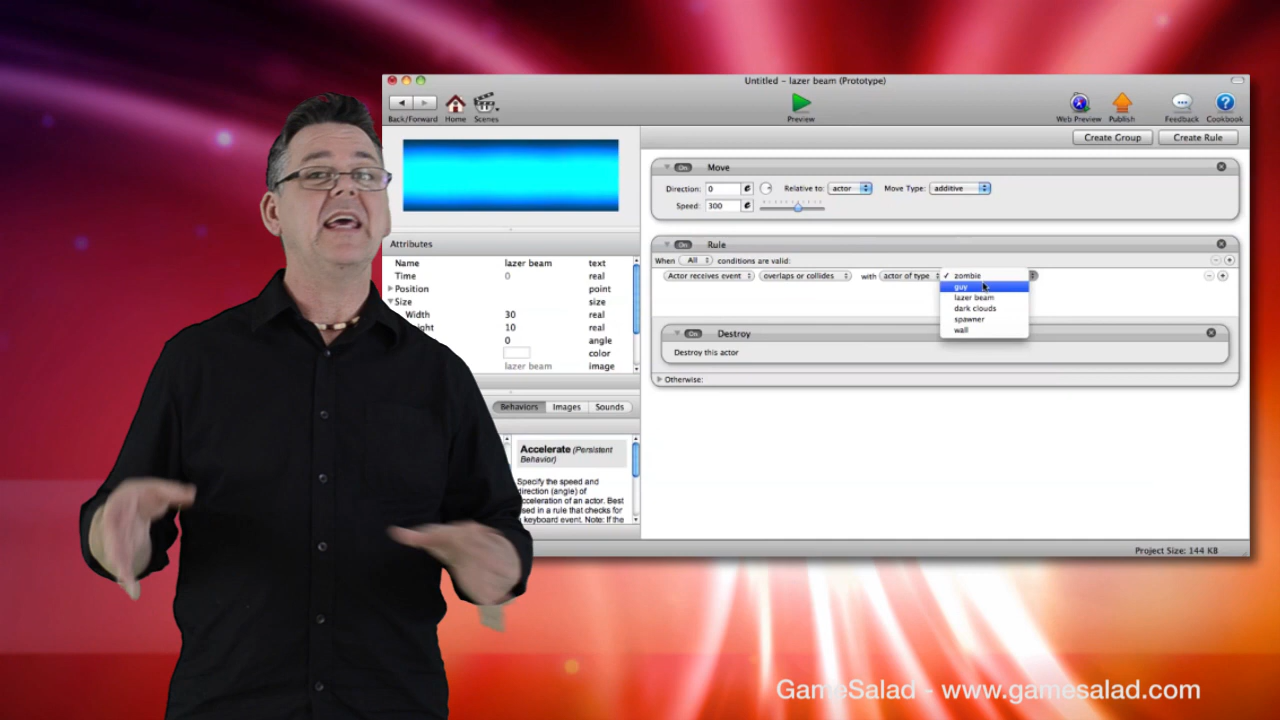 Untitled - lazer beam (Prototype)
Back/Forward Home Scenes Preview Web Preview Publish Feedback Cookbook
Create Group Create Rule
On Move
Direction: 0 Relative to: actor Move Type: additive
Speed: 300
Attributes
Name lazer beam text
Time 0 real
Position point
Size size
Width 30 real
eight 10 real
0 angle
color
lazer beam image
On Rule
When All conditions are valid:
Actor receives event overlaps or collides with actor of type ✓ zombie
guy
lazer beam
dark clouds
spawner
wall
On Destroy
Destroy this actor
Otherwise:
Behaviors Images Sounds
Accelerate (Persistent
Behavior)
Specify the speed and
direction (angle) of
cceleration of an actor. Best
sed in a rule that checks for
keyboard event. Note: If the
Project Size: 144 KB
GameSalad - www.gamesalad.com